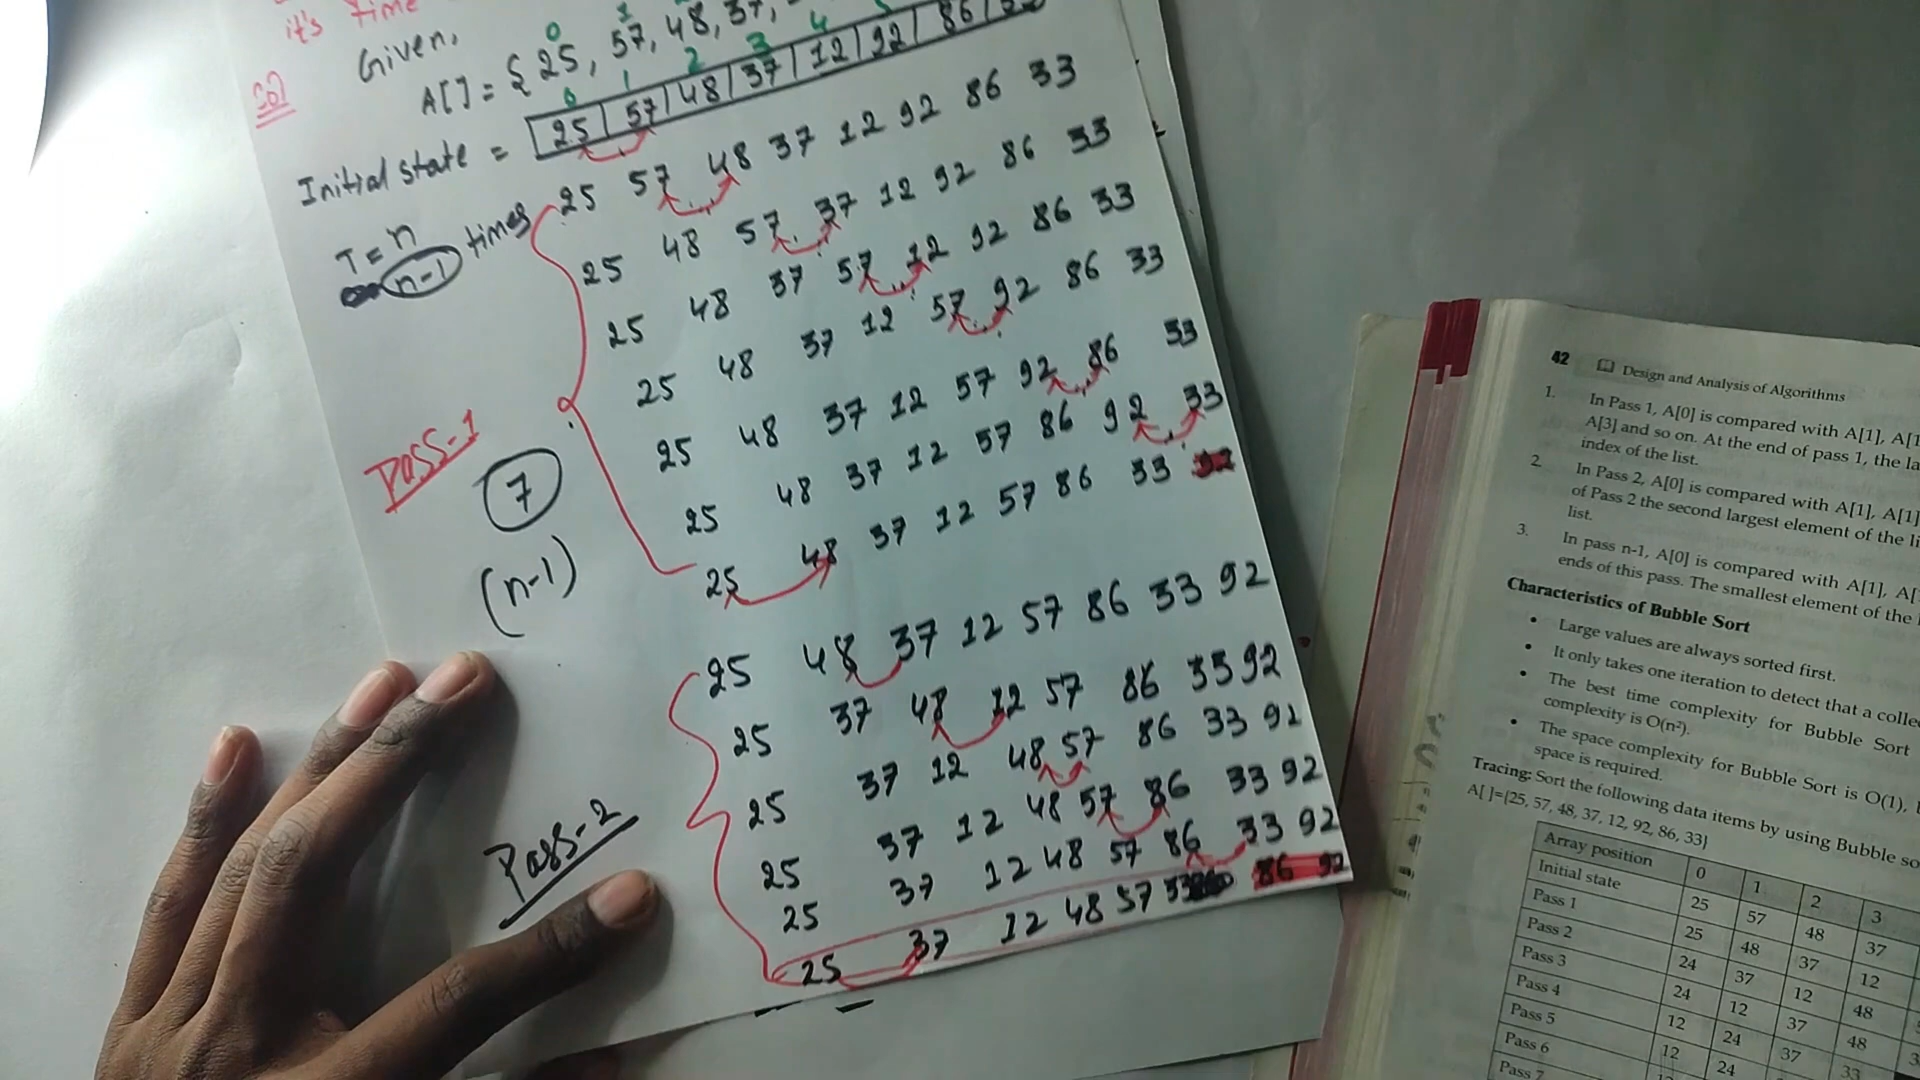 it's time
Given,
Sol
A[] = { 25, 57, 48, 37,
0 1 2 3 4
Initial state = 25 57 48 37 12 92 86
T = n
n-1 times
25 57 48 37 12 92 86 33
25 48 57 37 12 92 86 33
25 48 37 57 12 92 86 33
25 48 37 12 57 92 86 33
25 48 37 12 57 92 86 33
25 48 37 12 57 86 92 33
25 48 37 12 57 86 33 92
Pass-1
7
(n-1)
25 48 37 12 57 86 33 92
25 37 48 12 57 86 33 92
25 37 12 48 57 86 33 92
25 37 12 48 57 86 33 92
25 37 12 48 57 86 33 92
25 37 12 48 57 33 86 92
Pass-2
42 Design and Analysis of Algorithms
1. In Pass 1, A[0] is compared with A[1], A[1
A[3] and so on. At the end of pass 1, the la
index of the list.
2. In Pass 2, A[0] is compared with A[1], A[1]
of Pass 2 the second largest element of the li
list.
3. In pass n-1, A[0] is compared with A[1], A[
ends of this pass. The smallest element of the
Characteristics of Bubble Sort
• Large values are always sorted first.
• It only takes one iteration to detect that a collec
• The best time complexity for Bubble Sort
complexity is O(n²).
• The space complexity for Bubble Sort is O(1),
space is required.
Tracing: Sort the following data items by using Bubble so
A[ ]={25, 57, 48, 37, 12, 92, 86, 33}
Array position 0 1 2 3
Initial state 25 57 48 37
Pass 1 25 48 37 12
Pass 2 24 37 12 48
Pass 3 24 12 37 48
Pass 4 12 24 37
Pass 5 12 24 33
Pass 6
Pass 7